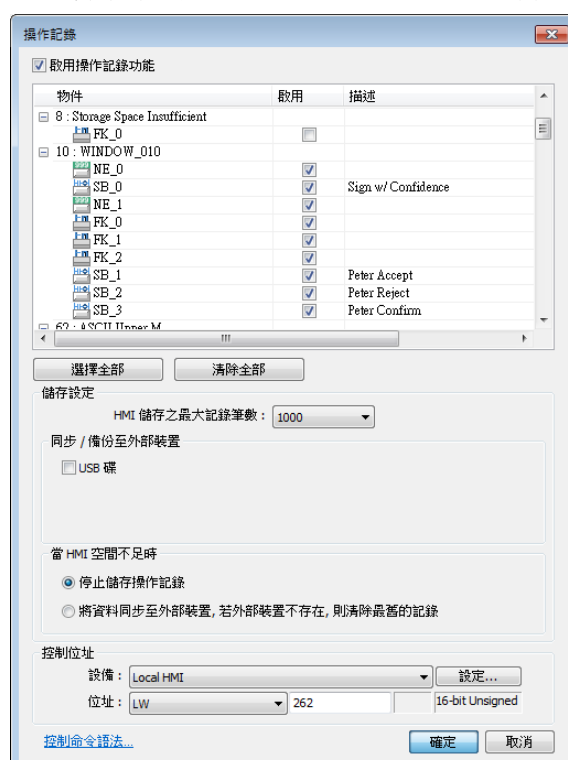 操作記錄
啟用操作記錄功能
物件 啟用 描述
8 : Storage Space Insufficient
FK_0
10 : WINDOW_010
NE_0
SB_0 Sign w/ Confidence
NE_1
FK_0
FK_1
FK_2
SB_1 Peter Accept
SB_2 Peter Reject
SB_3 Peter Confirm
62 : ASCII Upper M
選擇全部 清除全部
儲存設定
HMI 儲存之最大記錄筆數 : 1000
同步 / 備份至外部裝置
USB 碟
當 HMI 空間不足時
停止儲存操作記錄
將資料同步至外部裝置, 若外部裝置不存在, 則清除最舊的記錄
控制位址
設備 : Local HMI 設定...
位址 : LW 262 16-bit Unsigned
控制命令語法... 確定 取消